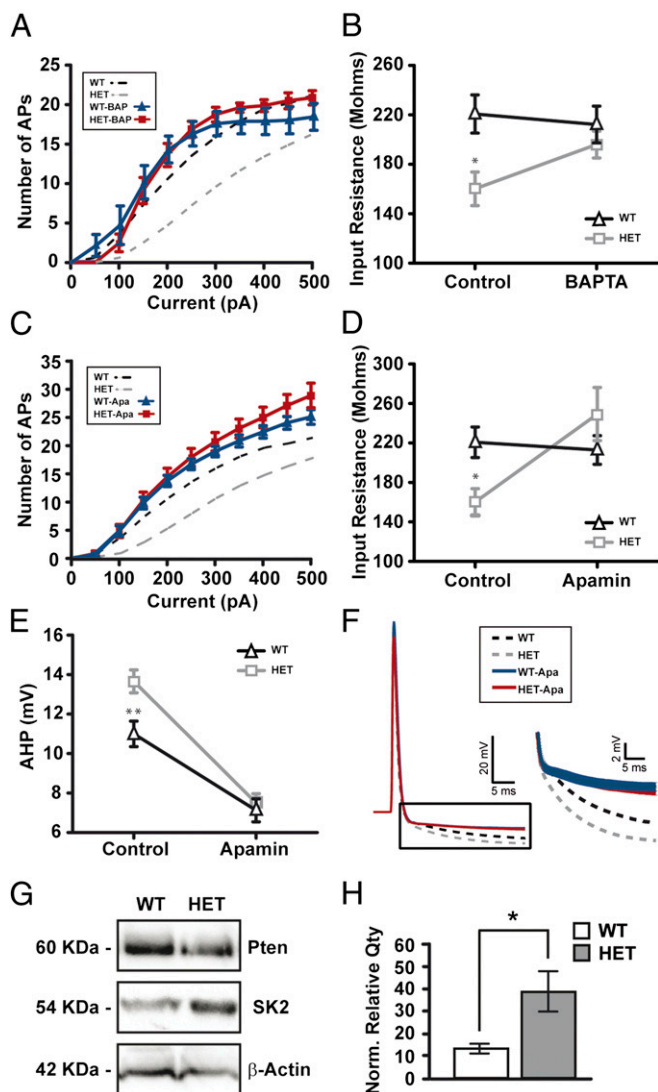 A
Number of APs
25
20
15
10
5
0
WT
HET
WT-BAP
HET-BAP
0 100 200 300 400 500
Current (pA)
B
Input Resistance (Mohms)
260
220
180
140
100
*
WT
HET
Control BAPTA
C
Number of APs
35
30
25
20
15
10
5
0
WT
HET
WT-Apa
HET-Apa
0 100 200 300 400 500
Current (pA)
D
Input Resistance (Mohms)
300
260
220
180
140
100
*
WT
HET
Control Apamin
E
AHP (mV)
16
14
12
10
8
6
**
WT
HET
Control Apamin
F
WT
HET
WT-Apa
HET-Apa
20 mV
5 ms
2 mV
5 ms
G
WT HET
60 KDa - Pten
54 KDa - SK2
42 KDa - β-Actin
H
Norm. Relative Qty
60
50
40
30
20
10
0
*
WT
HET